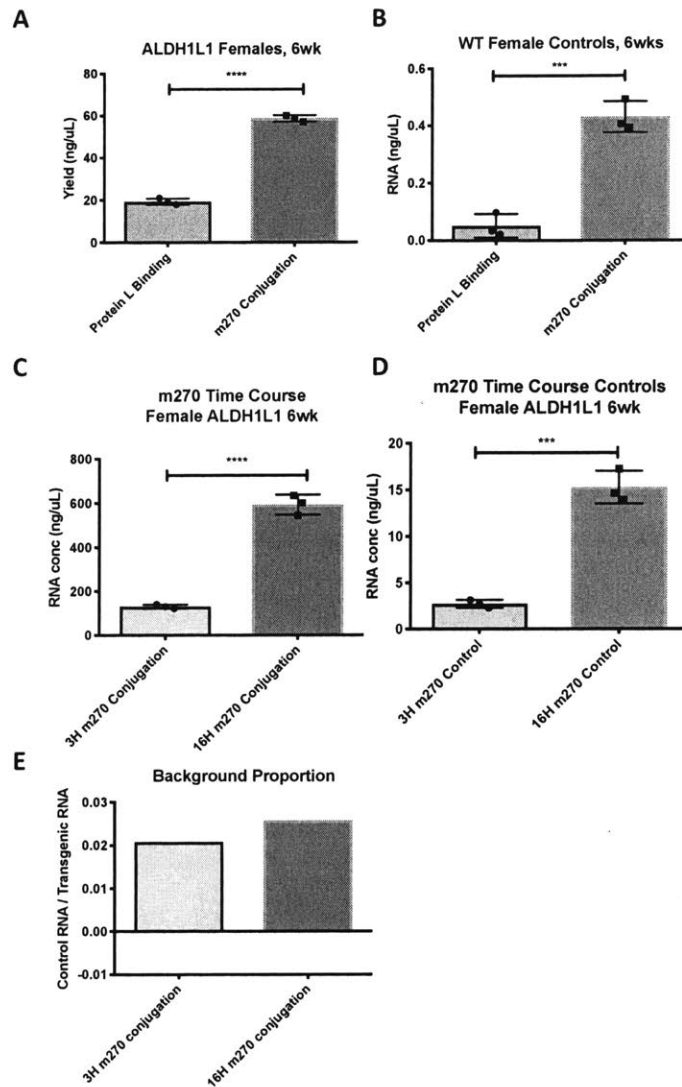 A
ALDH1L1 Females, 6wk
****
Yield (ng/uL)
80
60
40
20
0
Protein L Binding
m270 Conjugation
B
WT Female Controls, 6wks
***
RNA (ng/uL)
0.6
0.4
0.2
0.0
Protein L Binding
m270 Conjugation
C
m270 Time Course
Female ALDH1L1 6wk
****
RNA conc (ng/uL)
800
600
400
200
0
3H m270 Conjugation
16H m270 Conjugation
D
m270 Time Course Controls
Female ALDH1L1 6wk
***
RNA conc (ng/uL)
20
15
10
5
0
3H m270 Control
16H m270 Control
E
Background Proportion
Control RNA / Transgenic RNA
0.03
0.02
0.01
0.00
-0.01
3H m270 conjugation
16H m270 conjugation